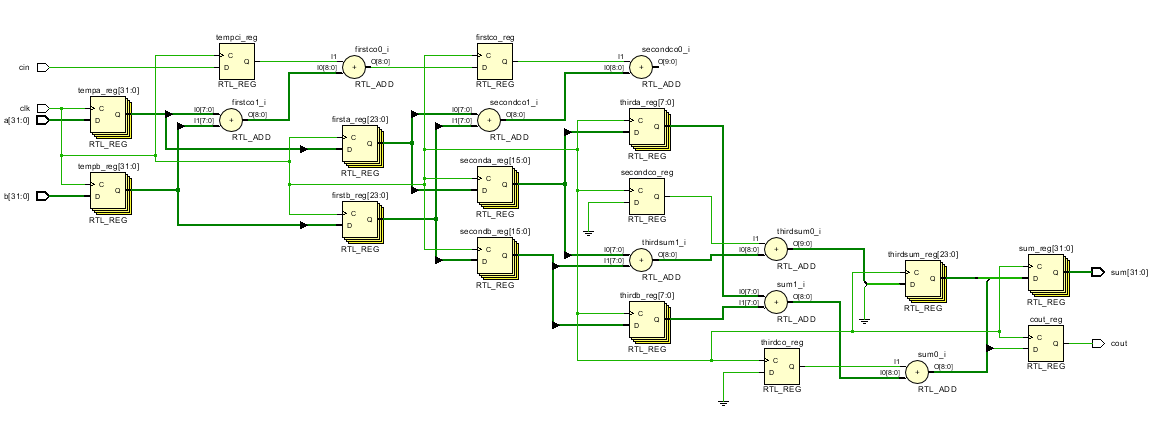 tempci_reg
C
D
Q
RTL_REG
firstco0_i
I1
I0[8:0]
+
O[8:0]
RTL_ADD
firstco_reg
C
D
Q
RTL_REG
secondco0_i
I1
I0[8:0]
+
O[9:0]
RTL_ADD
cin
clk
a[31:0]
b[31:0]
tempa_reg[31:0]
C
D
Q
RTL_REG
firstco1_i
I0[7:0]
I1[7:0]
+
O[8:0]
RTL_ADD
tempb_reg[31:0]
C
D
Q
RTL_REG
firsta_reg[23:0]
C
D
Q
RTL_REG
firstb_reg[23:0]
C
D
Q
RTL_REG
secondco1_i
I0[7:0]
I1[7:0]
+
O[8:0]
RTL_ADD
seconda_reg[15:0]
C
D
Q
RTL_REG
secondb_reg[15:0]
C
D
Q
RTL_REG
thirda_reg[7:0]
C
D
Q
RTL_REG
secondco_reg
C
D
Q
RTL_REG
thirdsum1_i
I0[7:0]
I1[7:0]
+
O[8:0]
RTL_ADD
thirdb_reg[7:0]
C
D
Q
RTL_REG
thirdsum0_i
I1
I0[8:0]
+
O[9:0]
RTL_ADD
sum1_i
I0[7:0]
I1[7:0]
+
O[8:0]
RTL_ADD
thirdco_reg
C
D
Q
RTL_REG
thirdsum_reg[23:0]
C
D
Q
RTL_REG
sum0_i
I1
I0[8:0]
+
O[8:0]
RTL_ADD
sum_reg[31:0]
C
D
Q
RTL_REG
sum[31:0]
cout_reg
C
D
Q
RTL_REG
cout